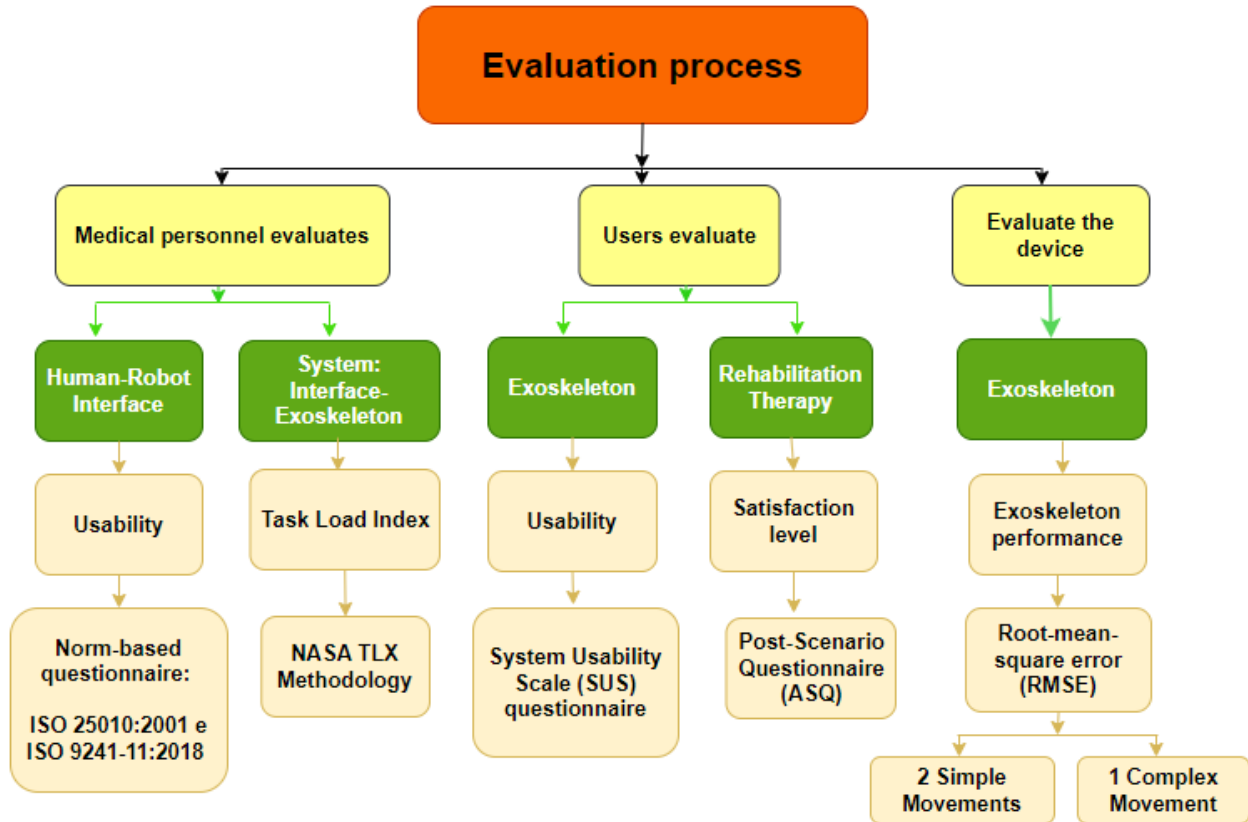 Evaluation process
Medical personnel evaluates
Users evaluate
Evaluate the
device
Human-Robot
Interface
System:
Interface-
Exoskeleton
Exoskeleton
Rehabilitation
Therapy
Exoskeleton
Usability
Task Load Index
Usability
Satisfaction
level
Exoskeleton
performance
Norm-based
questionnaire:
ISO 25010:2001 e
ISO 9241-11:2018
NASA TLX
Methodology
System Usability
Scale (SUS)
questionnaire
Post-Scenario
Questionnaire
(ASQ)
Root-mean-
square error
(RMSE)
2 Simple
Movements
1 Complex
Movement